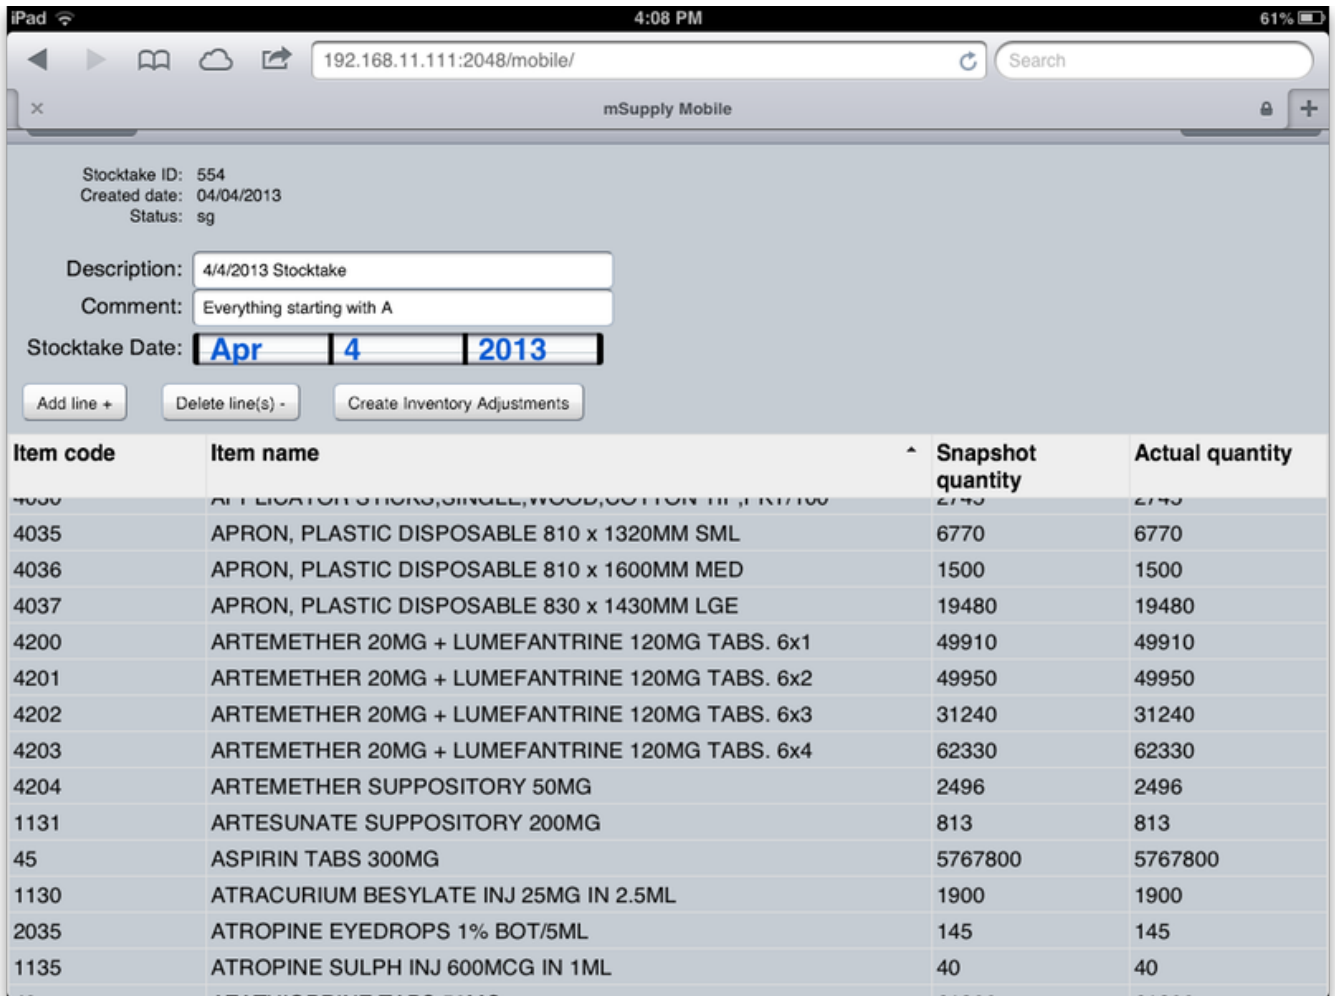 iPad 4:08 PM 61%
192.168.11.111:2048/mobile/ Search
mSupply Mobile
Stocktake ID: 554
Created date: 04/04/2013
Status: sg
Description: 4/4/2013 Stocktake
Comment: Everything starting with A
Stocktake Date: Apr 4 2013
Add line + Delete line(s) - Create Inventory Adjustments
Item code Item name Snapshot quantity Actual quantity
APPLICATOR STICKS,SINGLE,WOOD,COTTON TIP,PKT/100
4035 APRON, PLASTIC DISPOSABLE 810 x 1320MM SML 6770 6770
4036 APRON, PLASTIC DISPOSABLE 810 x 1600MM MED 1500 1500
4037 APRON, PLASTIC DISPOSABLE 830 x 1430MM LGE 19480 19480
4200 ARTEMETHER 20MG + LUMEFANTRINE 120MG TABS. 6x1 49910 49910
4201 ARTEMETHER 20MG + LUMEFANTRINE 120MG TABS. 6x2 49950 49950
4202 ARTEMETHER 20MG + LUMEFANTRINE 120MG TABS. 6x3 31240 31240
4203 ARTEMETHER 20MG + LUMEFANTRINE 120MG TABS. 6x4 62330 62330
4204 ARTEMETHER SUPPOSITORY 50MG 2496 2496
1131 ARTESUNATE SUPPOSITORY 200MG 813 813
45 ASPIRIN TABS 300MG 5767800 5767800
1130 ATRACURIUM BESYLATE INJ 25MG IN 2.5ML 1900 1900
2035 ATROPINE EYEDROPS 1% BOT/5ML 145 145
1135 ATROPINE SULPH INJ 600MCG IN 1ML 40 40